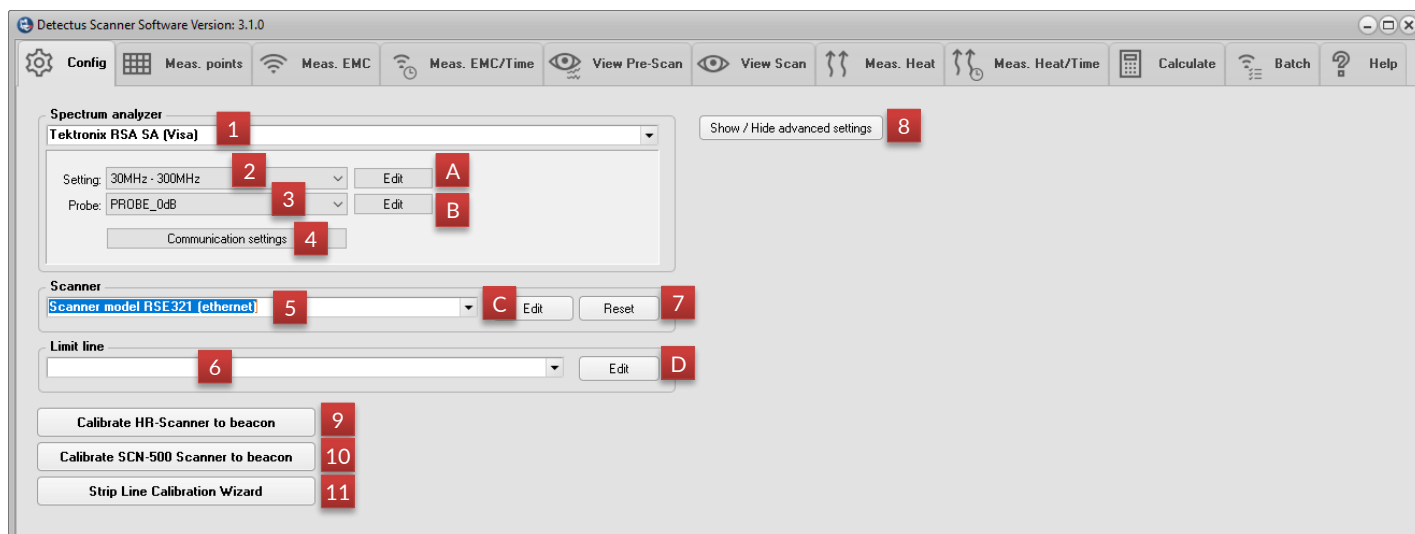 Detectus Scanner Software Version: 3.1.0
Config Meas. points Meas. EMC Meas. EMC/Time View Pre-Scan View Scan Meas. Heat Meas. Heat/Time Calculate Batch Help
Spectrum analyzer
Tektronix RSA SA (Visa) 1
Show / Hide advanced settings 8
Setting: 30MHz - 300MHz 2 Edit A
Probe: PROBE_0dB 3 Edit B
Communication settings 4
Scanner
Scanner model RSE321 (ethernet) 5 C Edit Reset 7
Limit line
6 Edit D
Calibrate HR-Scanner to beacon 9
Calibrate SCN-500 Scanner to beacon 10
Strip Line Calibration Wizard 11